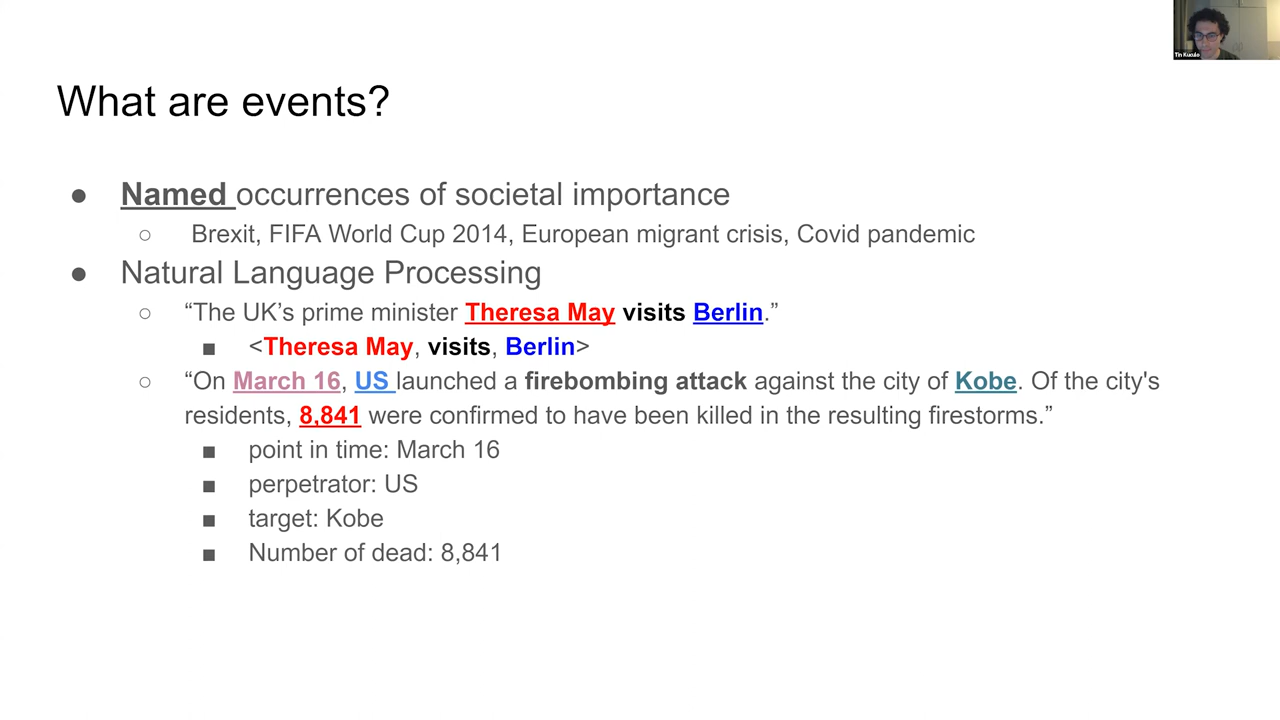 Tin Kuculo
What are events?
● Named occurrences of societal importance
○ Brexit, FIFA World Cup 2014, European migrant crisis, Covid pandemic
● Natural Language Processing
○ “The UK’s prime minister Theresa May visits Berlin.”
■ <Theresa May, visits, Berlin>
○ “On March 16, US launched a firebombing attack against the city of Kobe. Of the city's
residents, 8,841 were confirmed to have been killed in the resulting firestorms.”
■ point in time: March 16
■ perpetrator: US
■ target: Kobe
■ Number of dead: 8,841